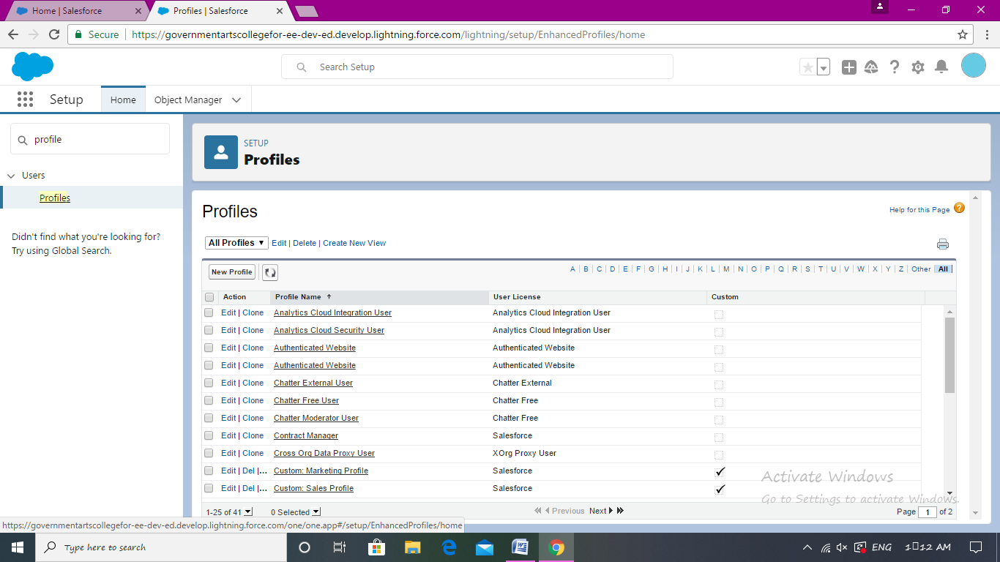 Home | Salesforce
Profiles | Salesforce
Secure https://governmentartscollegefor-ee-dev-ed.develop.lightning.force.com/lightning/setup/EnhancedProfiles/home
Search Setup
Setup Home Object Manager
profile
Users
Profiles
Didn't find what you're looking for?
Try using Global Search.
SETUP
Profiles
Profiles
Help for this Page ?
All Profiles ▼ Edit | Delete | Create New View
New Profile
A | B | C | D | E | F | G | H | I | J | K | L | M | N | O | P | Q | R | S | T | U | V | W | X | Y | Z | Other | All
Action Profile Name ↑ User License Custom
Edit | Clone Analytics Cloud Integration User Analytics Cloud Integration User
Edit | Clone Analytics Cloud Security User Analytics Cloud Integration User
Edit | Clone Authenticated Website Authenticated Website
Edit | Clone Authenticated Website Authenticated Website
Edit | Clone Chatter External User Chatter External
Edit | Clone Chatter Free User Chatter Free
Edit | Clone Chatter Moderator User Chatter Free
Edit | Clone Contract Manager Salesforce
Edit | Clone Cross Org Data Proxy User XOrg Proxy User
Edit | Del |... Custom: Marketing Profile Salesforce ✓
Edit | Del |... Custom: Sales Profile Salesforce ✓
Activate Windows
Go to Settings to activate Windows.
1-25 of 41 0 Selected Previous Next Page 1 of 2
https://governmentartscollegefor-ee-dev-ed.develop.lightning.force.com/one/one.app#/setup/EnhancedProfiles/home
Type here to search
ENG 1▯12 AM